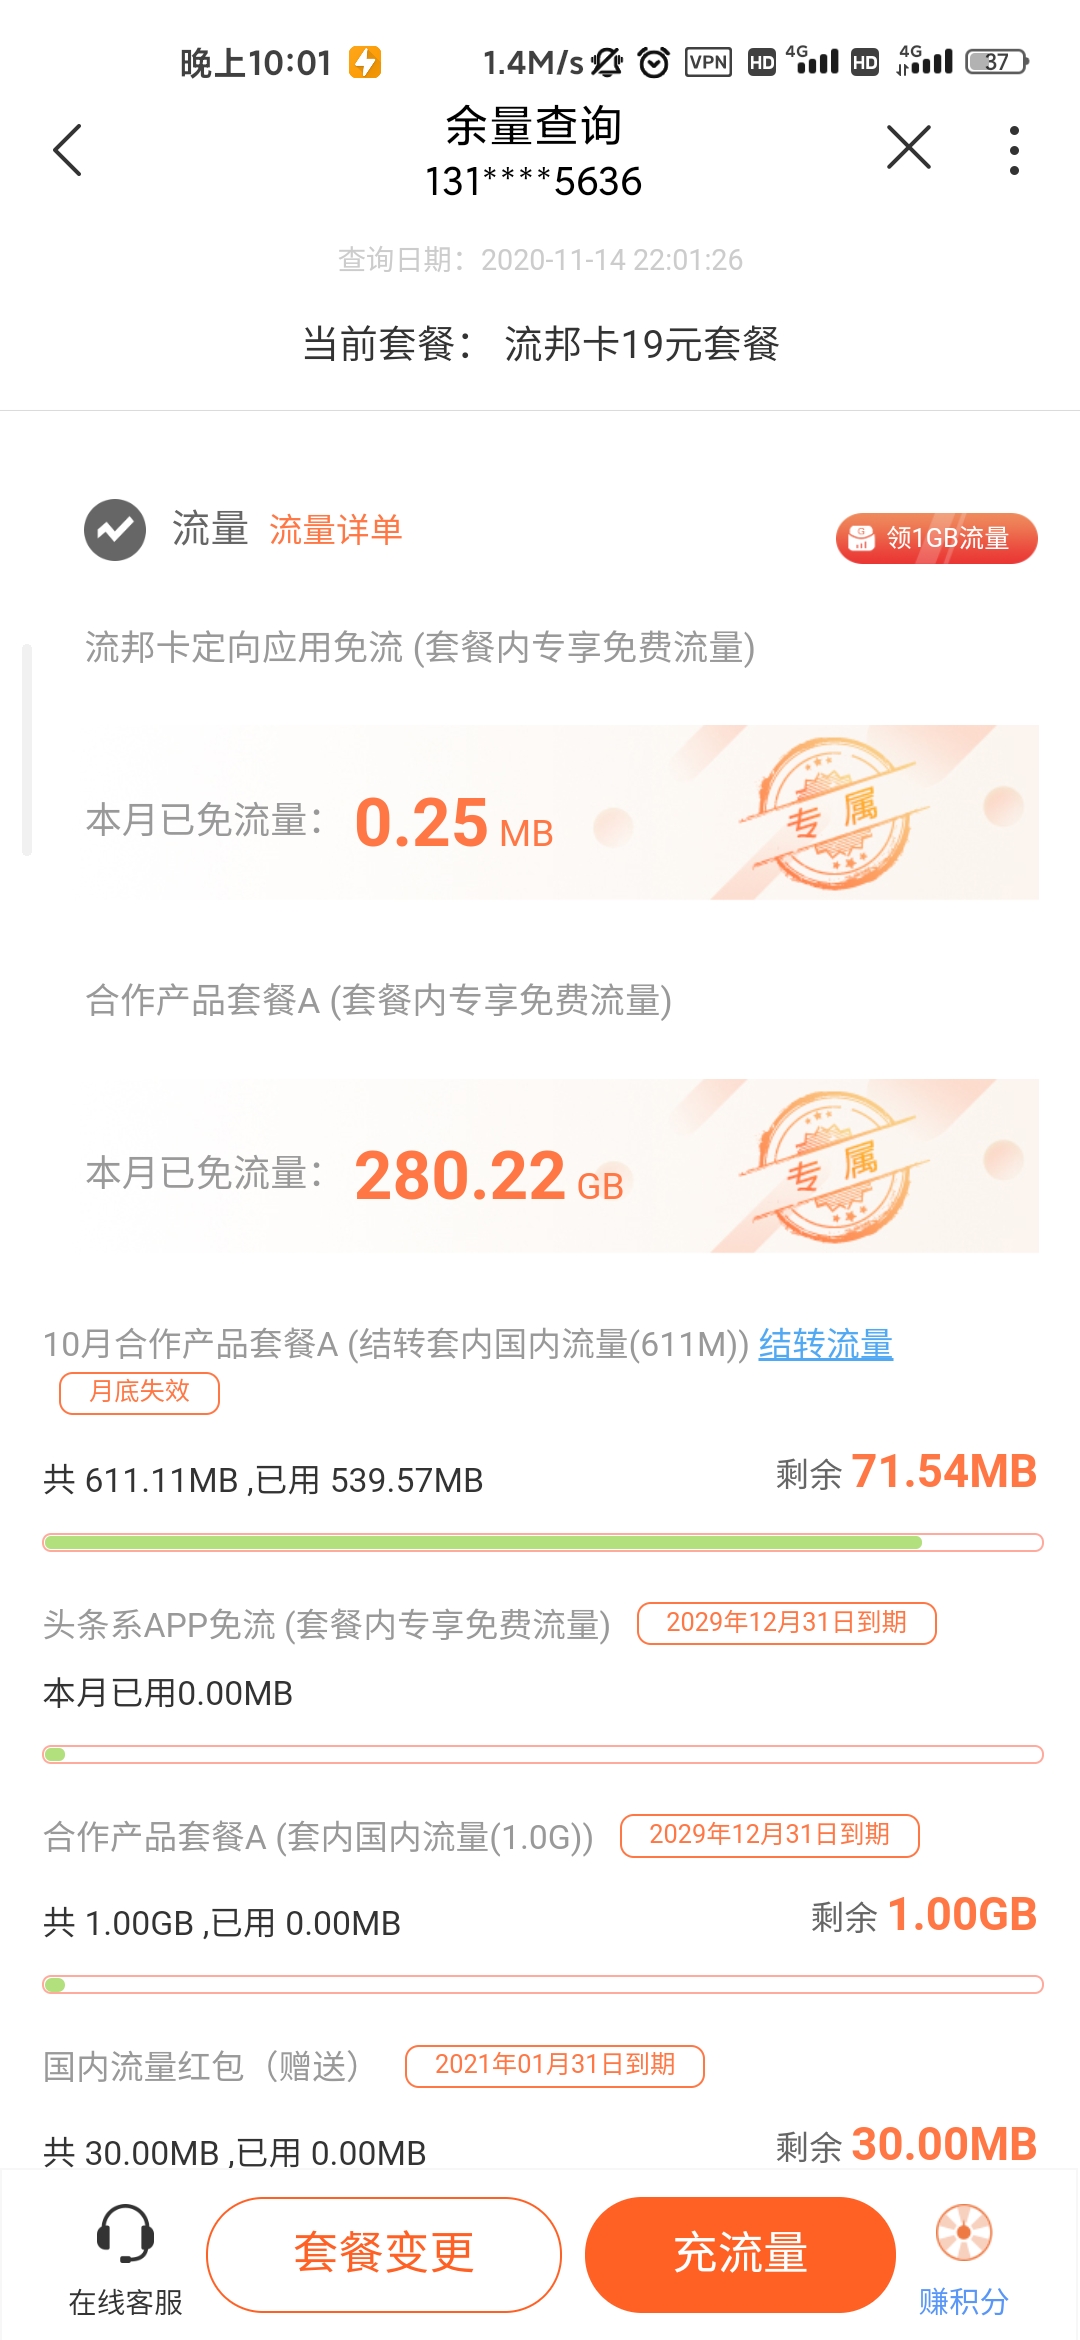 晚上10:01 1.4M/s VPN HD 4G HD 4G 37
余量查询
131****5636
查询日期：2020-11-14 22:01:26
当前套餐： 流邦卡19元套餐
流量 流量详单 领1GB流量
流邦卡定向应用免流 (套餐内专享免费流量)
本月已免流量： 0.25 MB 专属
合作产品套餐A (套餐内专享免费流量)
本月已免流量： 280.22 GB 专属
10月合作产品套餐A (结转套内国内流量(611M)) 结转流量
月底失效
共 611.11MB ,已用 539.57MB 剩余 71.54MB
头条系APP免流 (套餐内专享免费流量) 2029年12月31日到期
本月已用0.00MB
合作产品套餐A (套内国内流量(1.0G)) 2029年12月31日到期
共 1.00GB ,已用 0.00MB 剩余 1.00GB
国内流量红包（赠送） 2021年01月31日到期
共 30.00MB ,已用 0.00MB 剩余 30.00MB
在线客服 套餐变更 充流量 赚积分